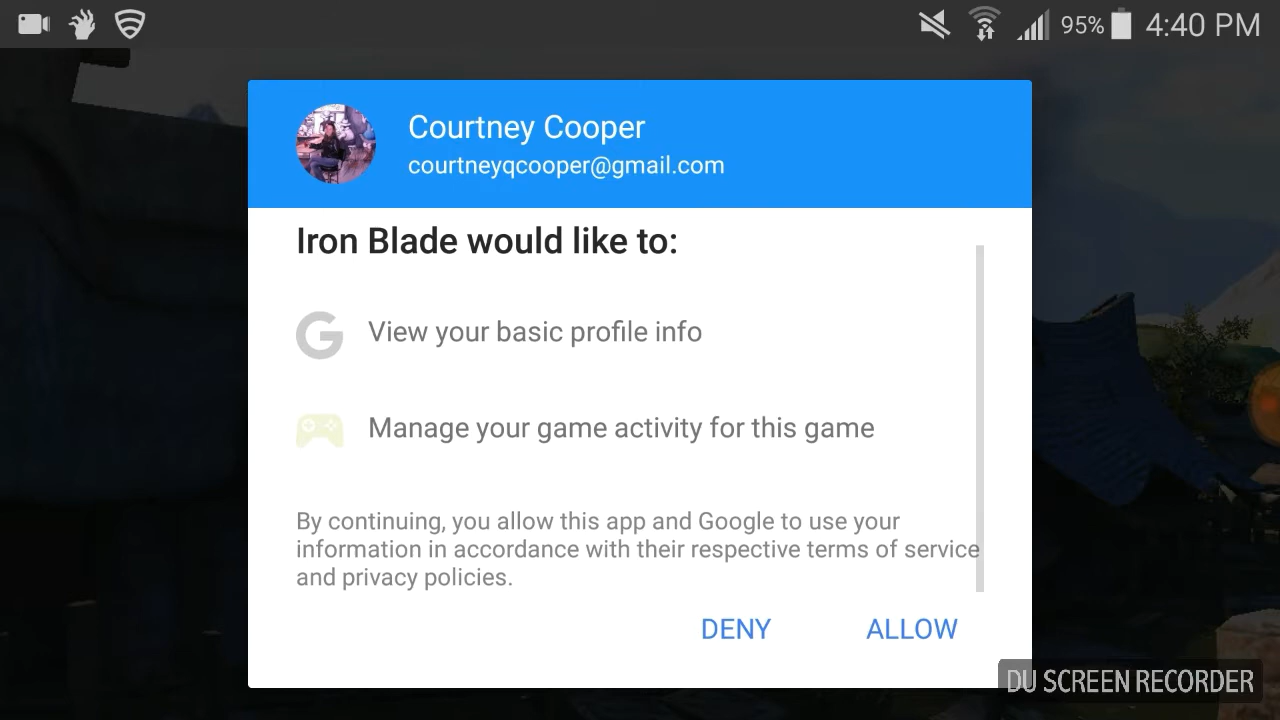 95% 4:40 PM
Courtney Cooper
courtneyqcooper@gmail.com
Iron Blade would like to:
View your basic profile info
Manage your game activity for this game
By continuing, you allow this app and Google to use your
information in accordance with their respective terms of service
and privacy policies.
DENY ALLOW
DU SCREEN RECORDER